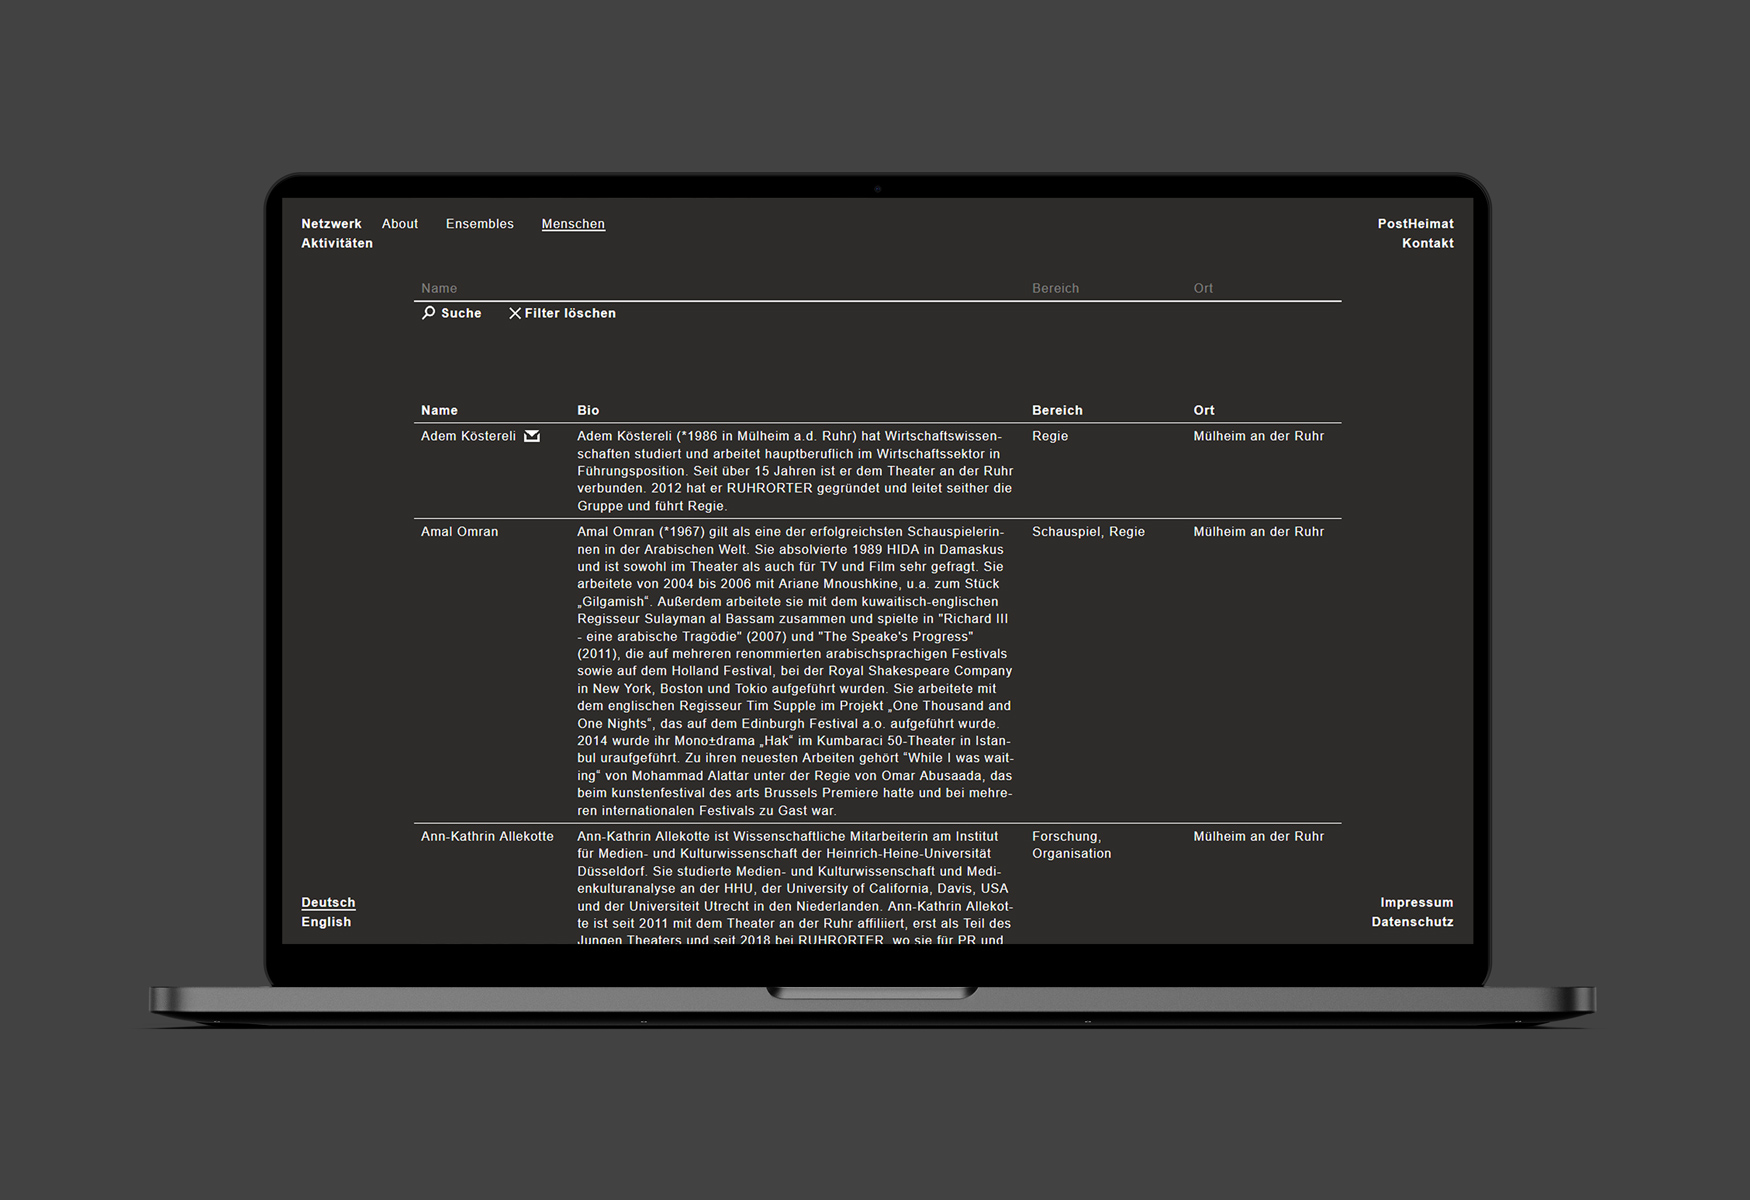 Netzwerk About Ensembles Menschen PostHeimat
Aktivitäten Kontakt
Name Bereich Ort
Suche Filter löschen
Name Bio Bereich Ort
Adem Köstereli Adem Köstereli (*1986 in Mülheim a.d. Ruhr) hat Wirtschaftswissen- Regie Mülheim an der Ruhr
schaften studiert und arbeitet hauptberuflich im Wirtschaftssektor in
Führungsposition. Seit über 15 Jahren ist er dem Theater an der Ruhr
verbunden. 2012 hat er RUHRORTER gegründet und leitet seither die
Gruppe und führt Regie.
Amal Omran Amal Omran (*1967) gilt als eine der erfolgreichsten Schauspielerin- Schauspiel, Regie Mülheim an der Ruhr
nen in der Arabischen Welt. Sie absolvierte 1989 HIDA in Damaskus
und ist sowohl im Theater als auch für TV und Film sehr gefragt. Sie
arbeitete von 2004 bis 2006 mit Ariane Mnoushkine, u.a. zum Stück
„Gilgamish“. Außerdem arbeitete sie mit dem kuwaitisch-englischen
Regisseur Sulayman al Bassam zusammen und spielte in "Richard III
- eine arabische Tragödie" (2007) und "The Speake's Progress"
(2011), die auf mehreren renommierten arabischsprachigen Festivals
sowie auf dem Holland Festival, bei der Royal Shakespeare Company
in New York, Boston und Tokio aufgeführt wurden. Sie arbeitete mit
dem englischen Regisseur Tim Supple im Projekt „One Thousand and
One Nights“, das auf dem Edinburgh Festival a.o. aufgeführt wurde.
2014 wurde ihr Mono±drama „Hak“ im Kumbaraci 50-Theater in Istan-
bul uraufgeführt. Zu ihren neuesten Arbeiten gehört “While I was wait-
ing“ von Mohammad Alattar unter der Regie von Omar Abusaada, das
beim kunstenfestival des arts Brussels Premiere hatte und bei mehre-
ren internationalen Festivals zu Gast war.
Ann-Kathrin Allekotte Ann-Kathrin Allekotte ist Wissenschaftliche Mitarbeiterin am Institut Forschung, Mülheim an der Ruhr
für Medien- und Kulturwissenschaft der Heinrich-Heine-Universität Organisation
Düsseldorf. Sie studierte Medien- und Kulturwissenschaft und Medi-
enkulturanalyse an der HHU, der University of California, Davis, USA
und der Universiteit Utrecht in den Niederlanden. Ann-Kathrin Allekot-
te ist seit 2011 mit dem Theater an der Ruhr affiliiert, erst als Teil des
Jungen Theaters und seit 2018 bei RUHRORTER, wo sie für PR und
Deutsch Impressum
English Datenschutz